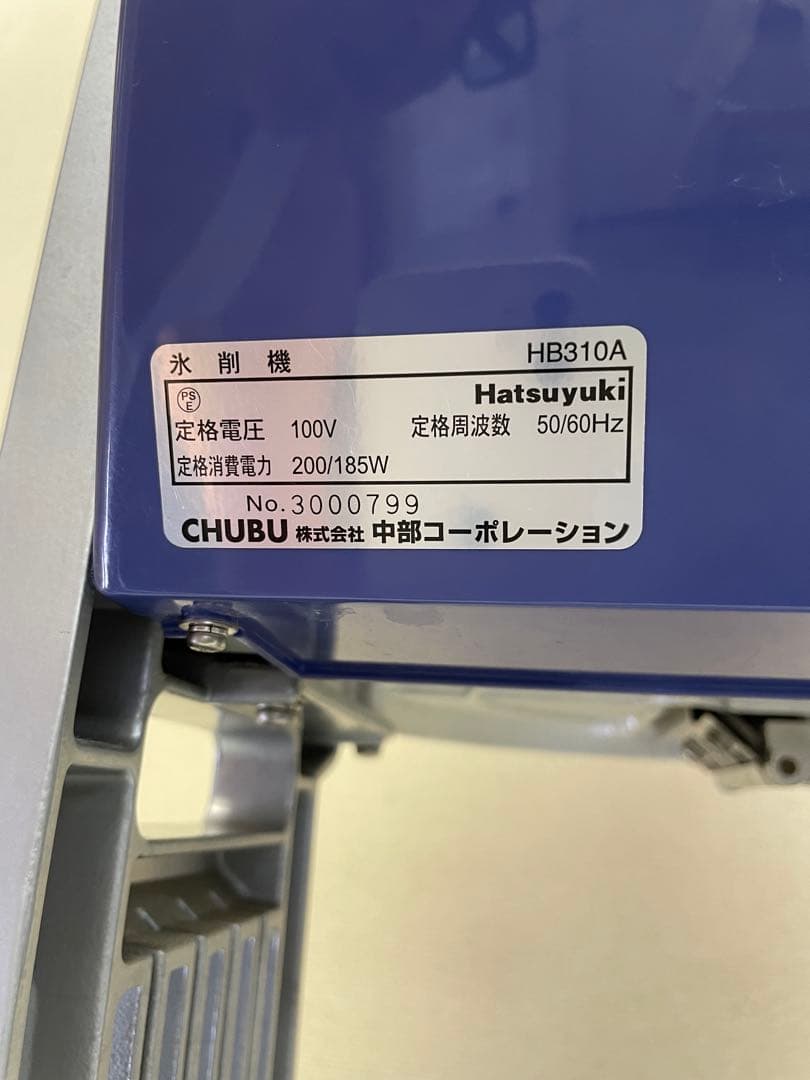 氷削機 HB310A
PS E Hatsuyuki
定格電圧 100V 定格周波数 50/60Hz
定格消費電力 200/185W
No.3000799
CHUBU 株式会社 中部コーポレーション